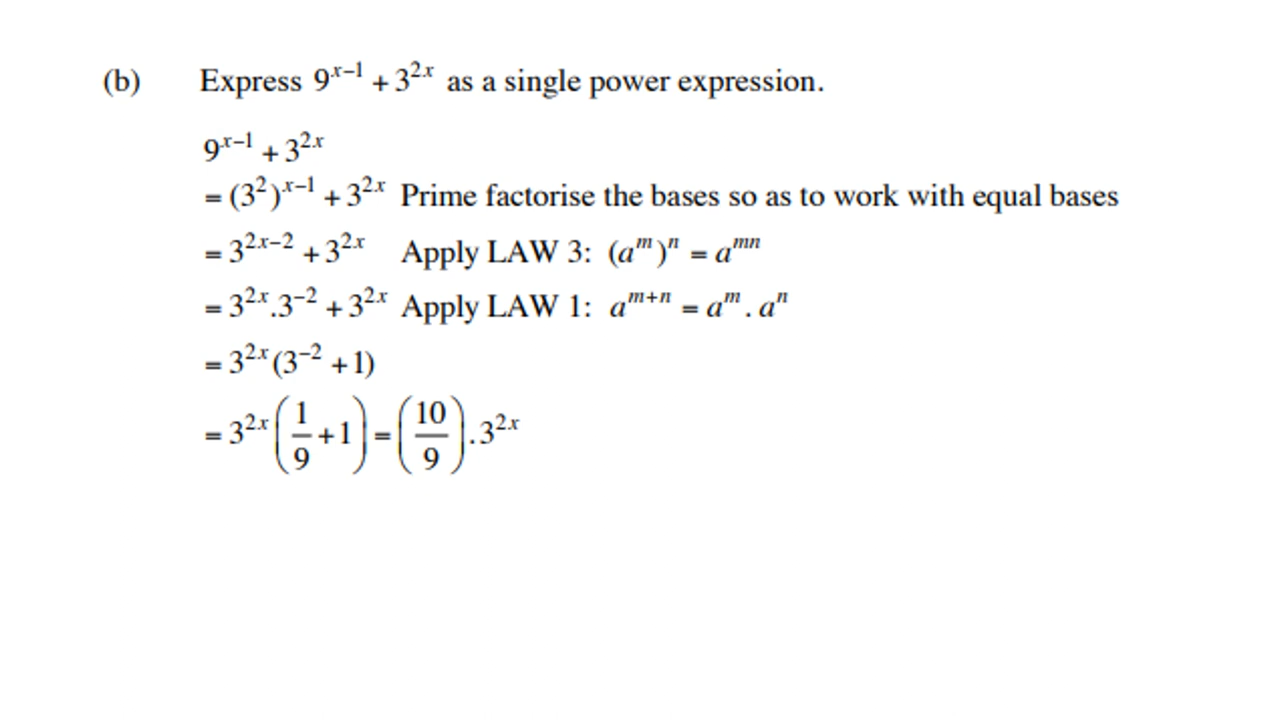 (b) Express 9^{x−1} + 3^{2x} as a single power expression.
9^{x−1} + 3^{2x}
= (3^2)^{x−1} + 3^{2x} Prime factorise the bases so as to work with equal bases
= 3^{2x−2} + 3^{2x} Apply LAW 3: (a^m)^n = a^{mn}
= 3^{2x}.3^{−2} + 3^{2x} Apply LAW 1: a^{m+n} = a^m . a^n
= 3^{2x}(3^{−2} + 1)
= 3^{2x}(1/9 + 1) = (10/9).3^{2x}